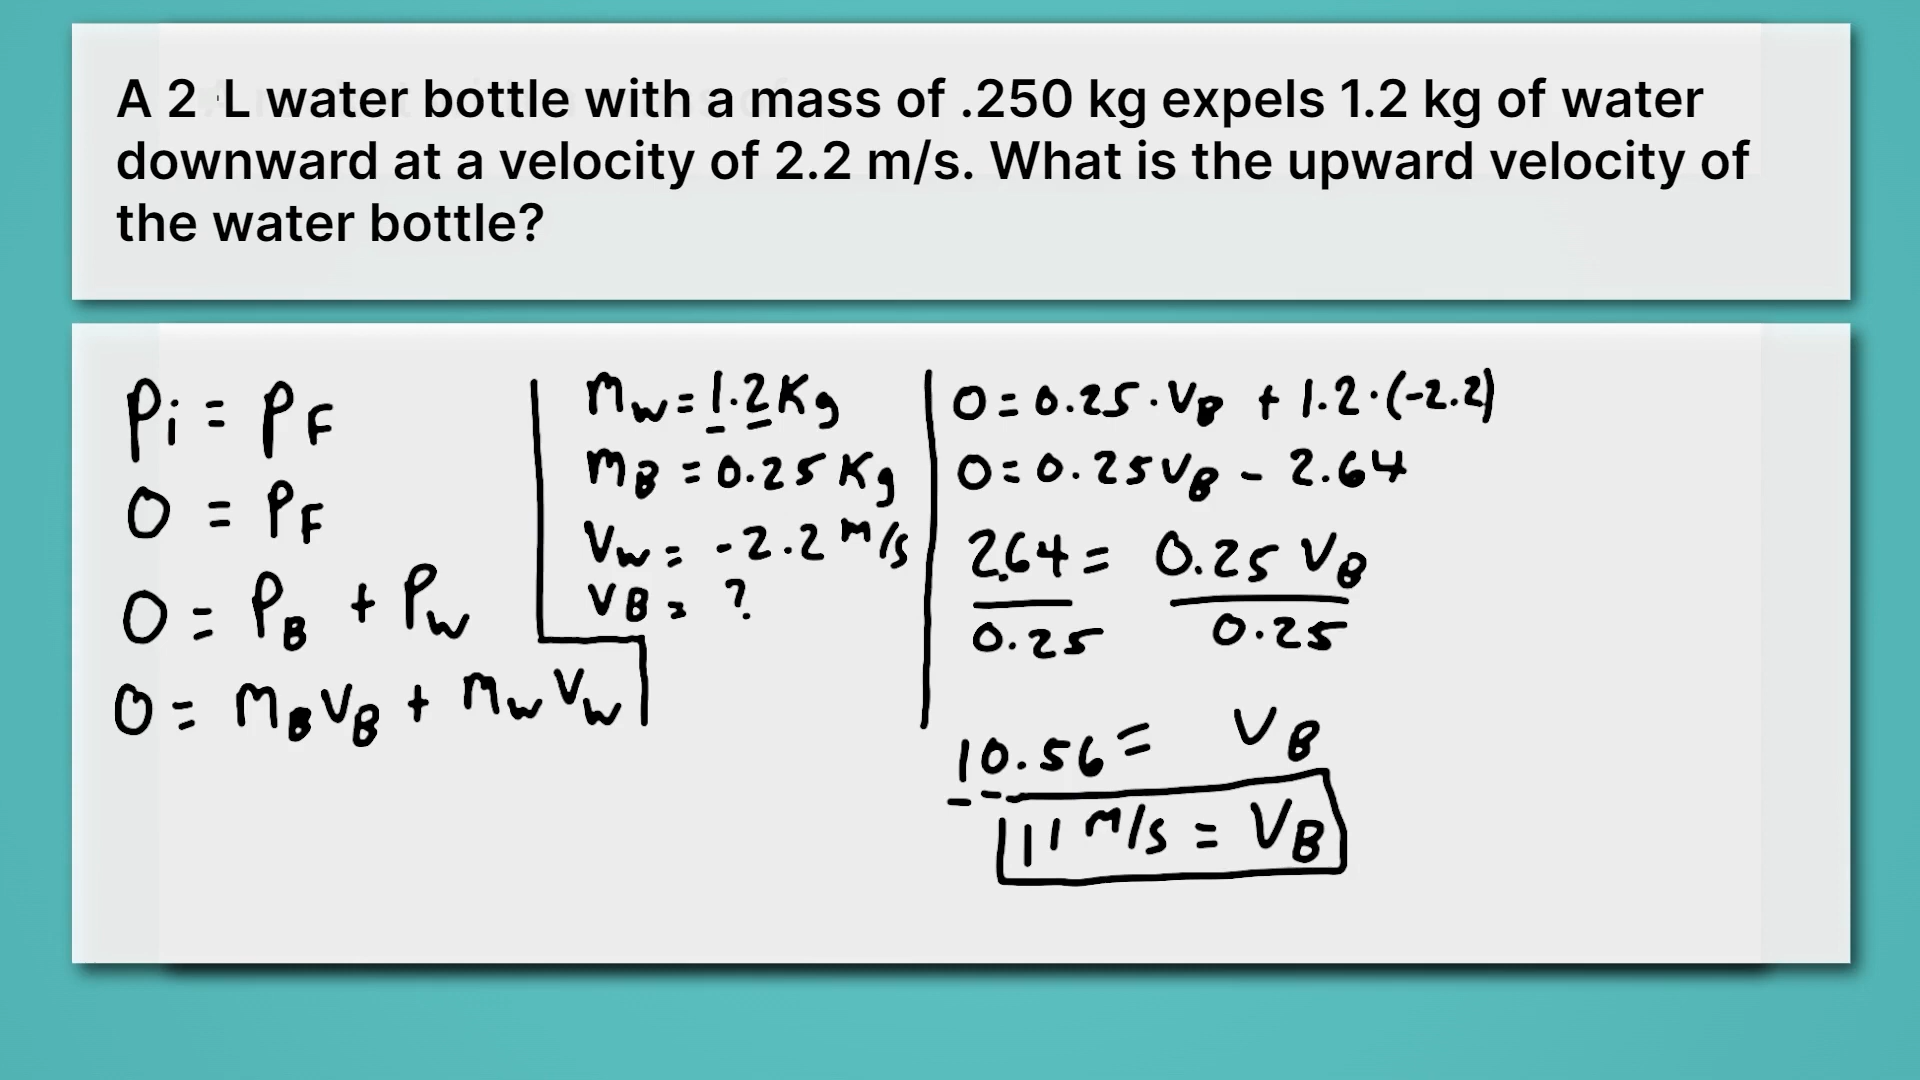 A 2 L water bottle with a mass of .250 kg expels 1.2 kg of water
downward at a velocity of 2.2 m/s. What is the upward velocity of
the water bottle?
Pi = PF
0 = PF
0 = PB + Pw
0 = mBVB + mwVw
mw = 1.2 Kg
mB = 0.25 Kg
Vw = -2.2 m/s
VB = ?
0 = 0.25 · VB + 1.2 · (-2.2)
0 = 0.25 VB - 2.64
2.64 = 0.25 VB
0.25 0.25
10.56 = VB
11 m/s = VB